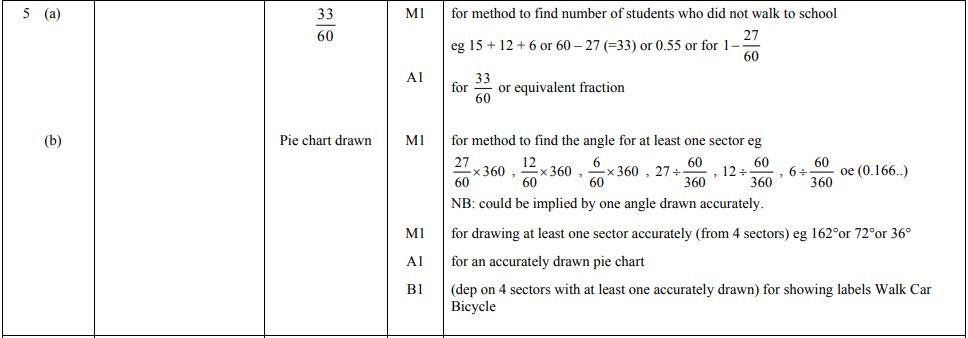 5 (a) 33/60 M1 for method to find number of students who did not walk to school
eg 15 + 12 + 6 or 60 – 27 (=33) or 0.55 or for 1– 27/60
A1 for 33/60 or equivalent fraction
(b) Pie chart drawn M1 for method to find the angle for at least one sector eg
27/60 × 360 , 12/60 × 360 , 6/60 × 360 , 27 ÷ 60/360 , 12 ÷ 60/360 , 6 ÷ 60/360 oe (0.166..)
NB: could be implied by one angle drawn accurately.
M1 for drawing at least one sector accurately (from 4 sectors) eg 162°or 72°or 36°
A1 for an accurately drawn pie chart
B1 (dep on 4 sectors with at least one accurately drawn) for showing labels Walk Car
Bicycle